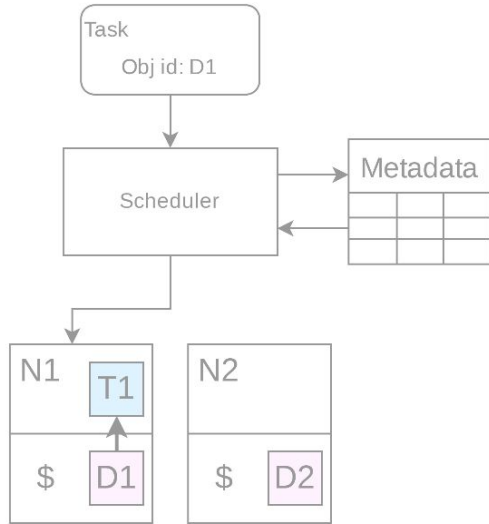 Task
Obj id: D1
Scheduler
Metadata
N1
T1
$
D1
N2
$
D2